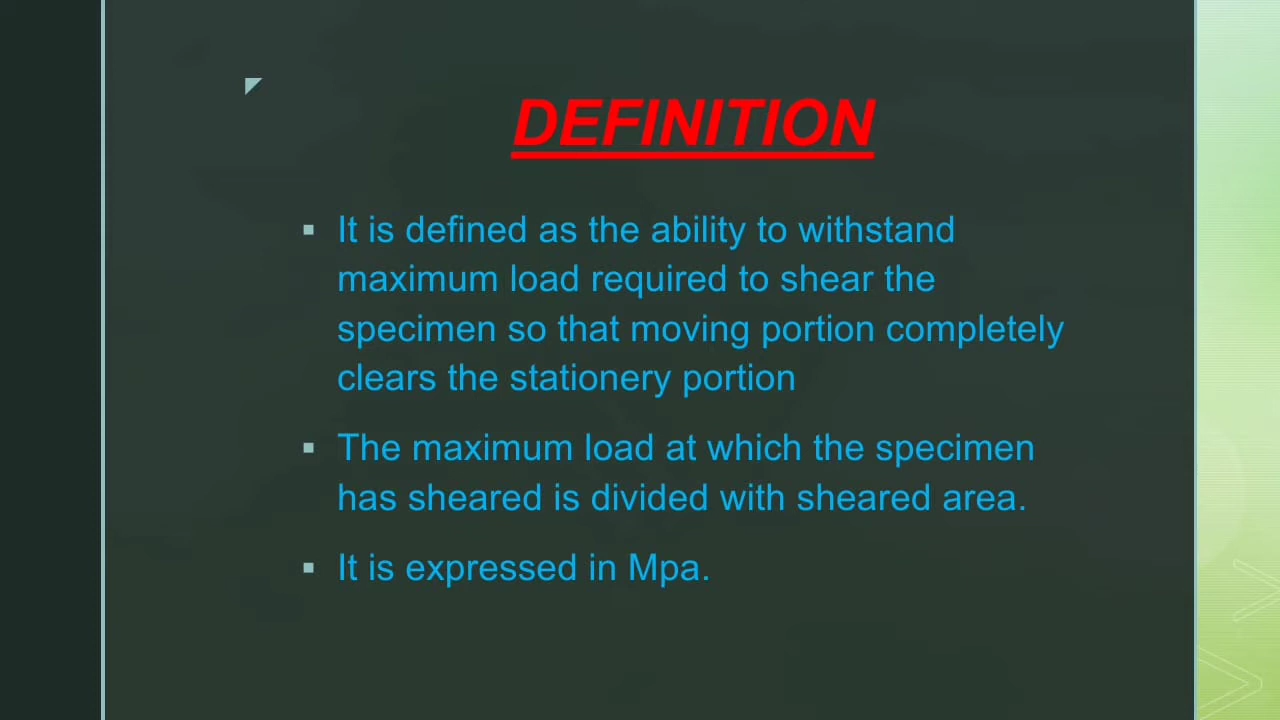 DEFINITION
▪ It is defined as the ability to withstand
maximum load required to shear the
specimen so that moving portion completely
clears the stationery portion
▪ The maximum load at which the specimen
has sheared is divided with sheared area.
▪ It is expressed in Mpa.